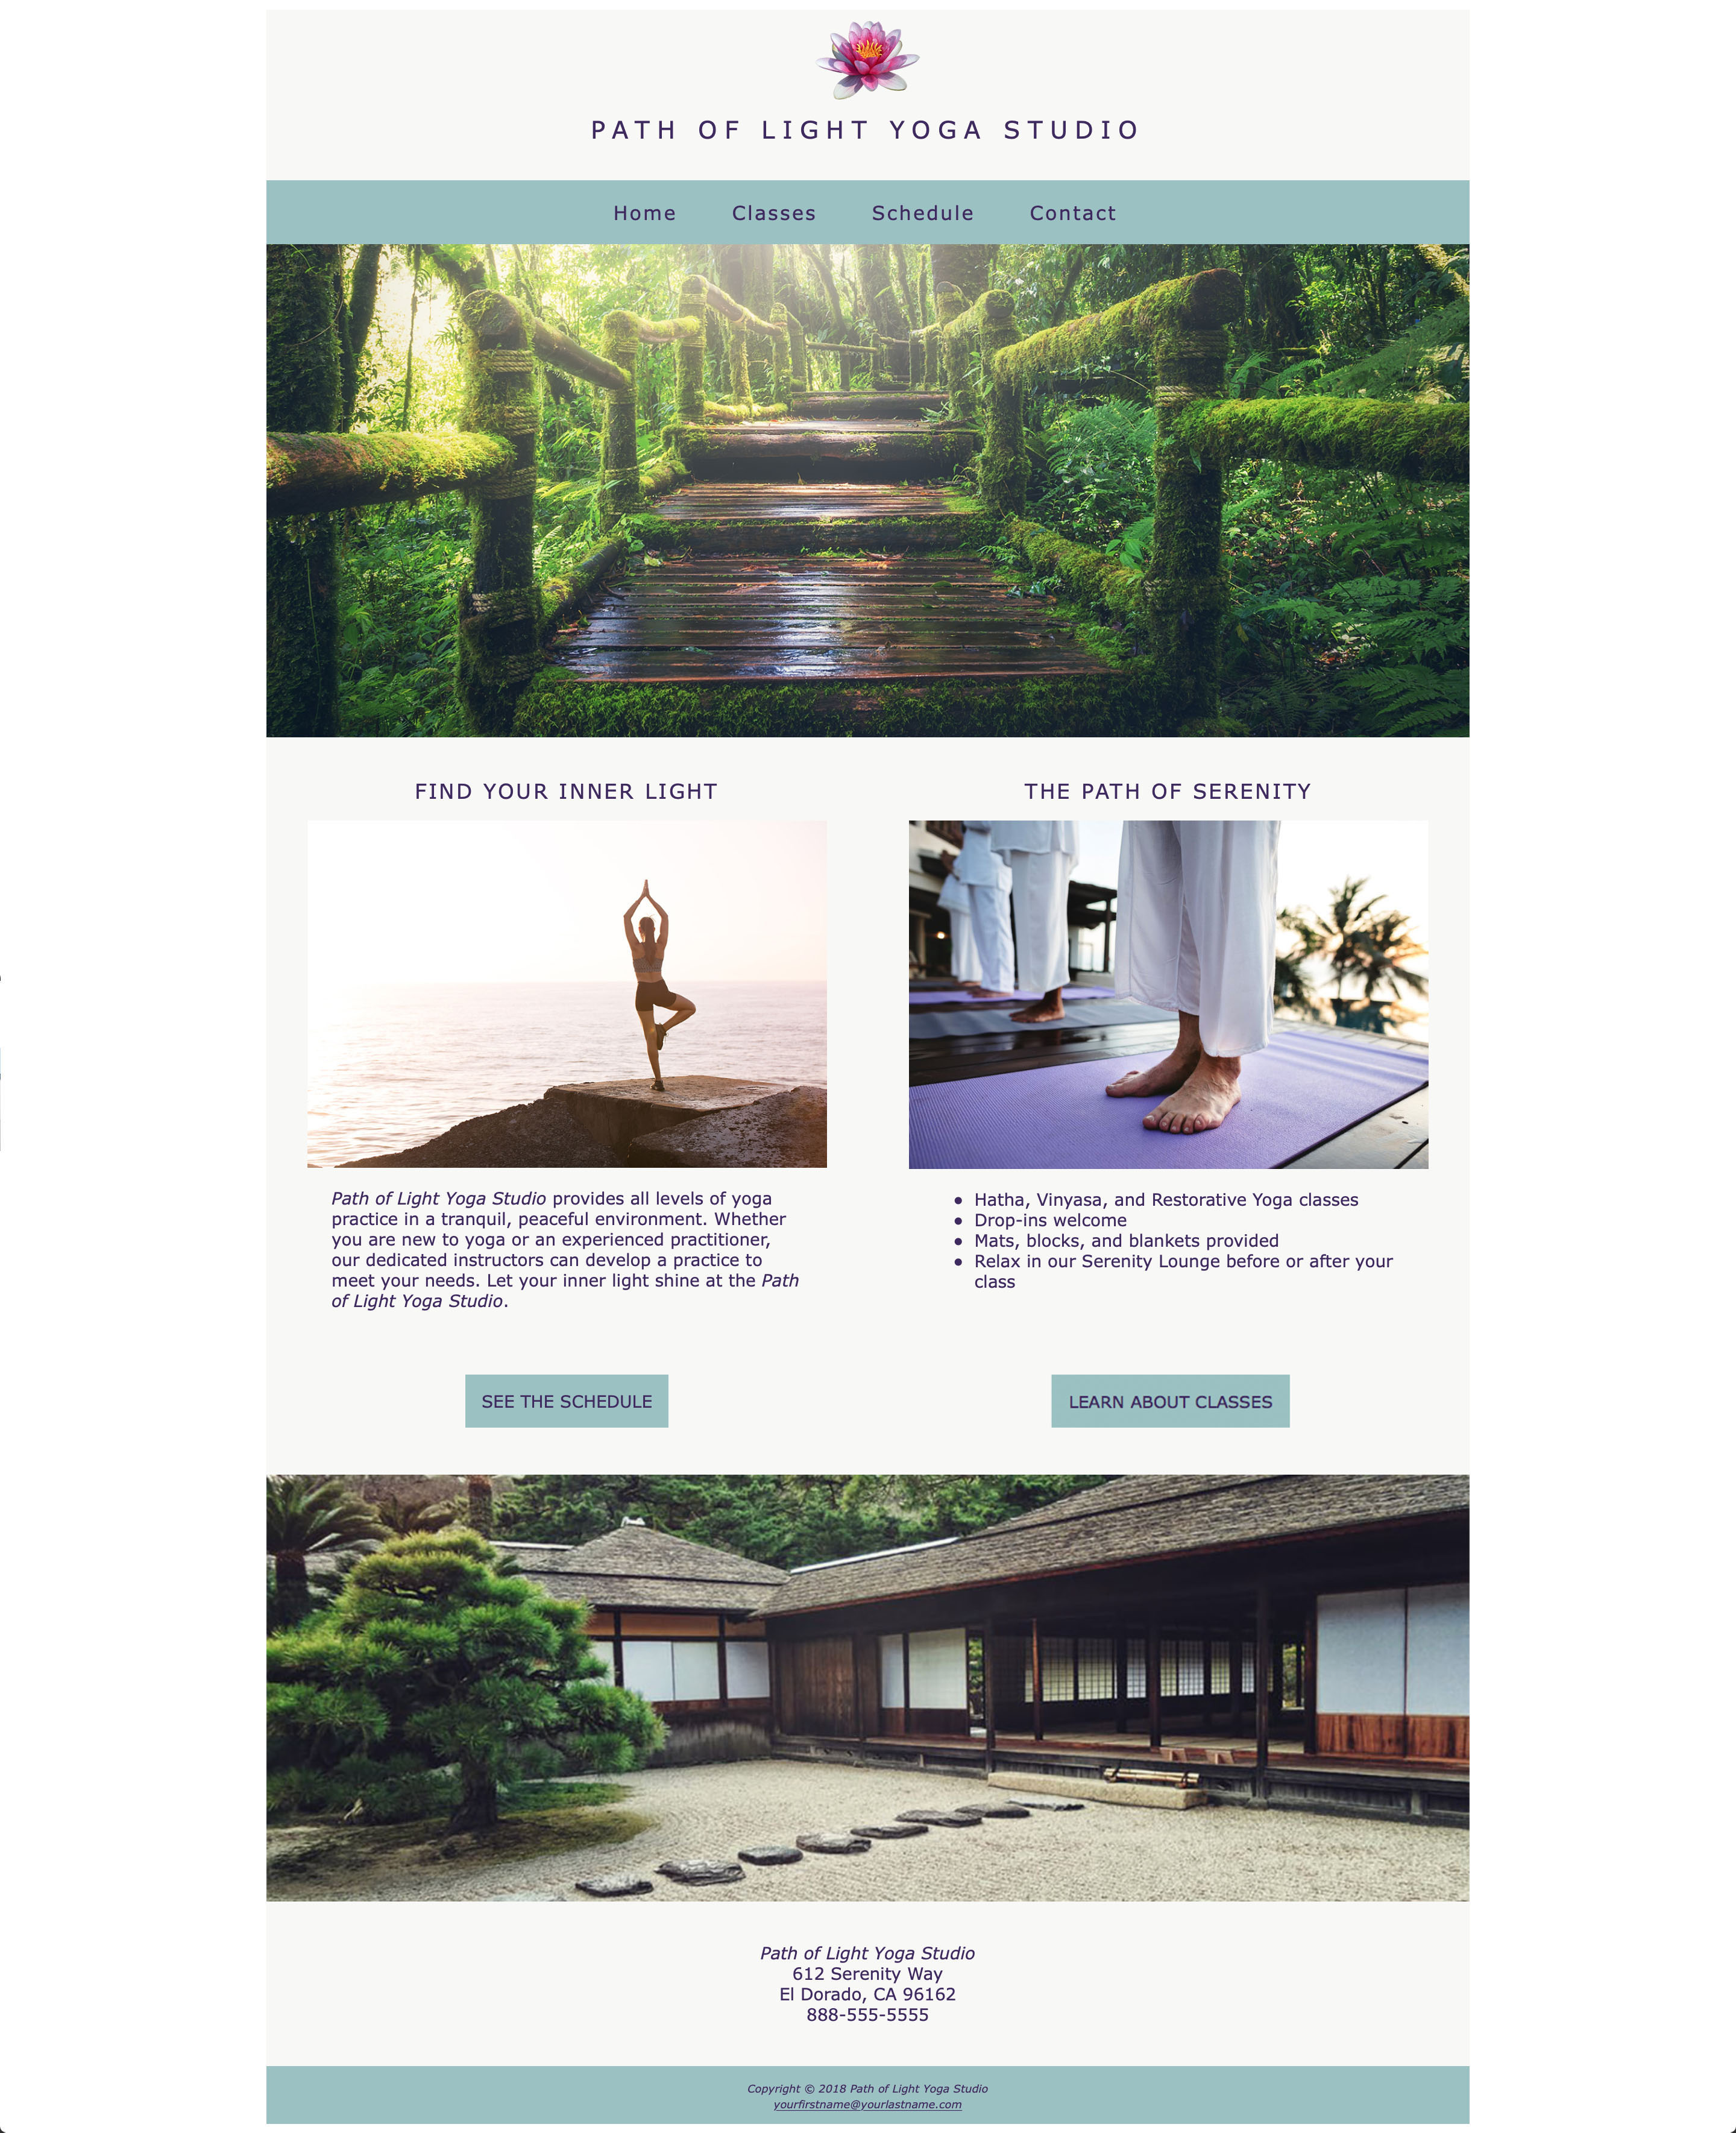 PATH OF LIGHT YOGA STUDIO
Home Classes Schedule Contact
FIND YOUR INNER LIGHT
Path of Light Yoga Studio provides all levels of yoga
practice in a tranquil, peaceful environment. Whether
you are new to yoga or an experienced practitioner,
our dedicated instructors can develop a practice to
meet your needs. Let your inner light shine at the Path
of Light Yoga Studio.
SEE THE SCHEDULE
THE PATH OF SERENITY
• Hatha, Vinyasa, and Restorative Yoga classes
• Drop-ins welcome
• Mats, blocks, and blankets provided
• Relax in our Serenity Lounge before or after your
class
LEARN ABOUT CLASSES
Path of Light Yoga Studio
612 Serenity Way
El Dorado, CA 96162
888-555-5555
Copyright © 2018 Path of Light Yoga Studio
yourfirstname@yourlastname.com